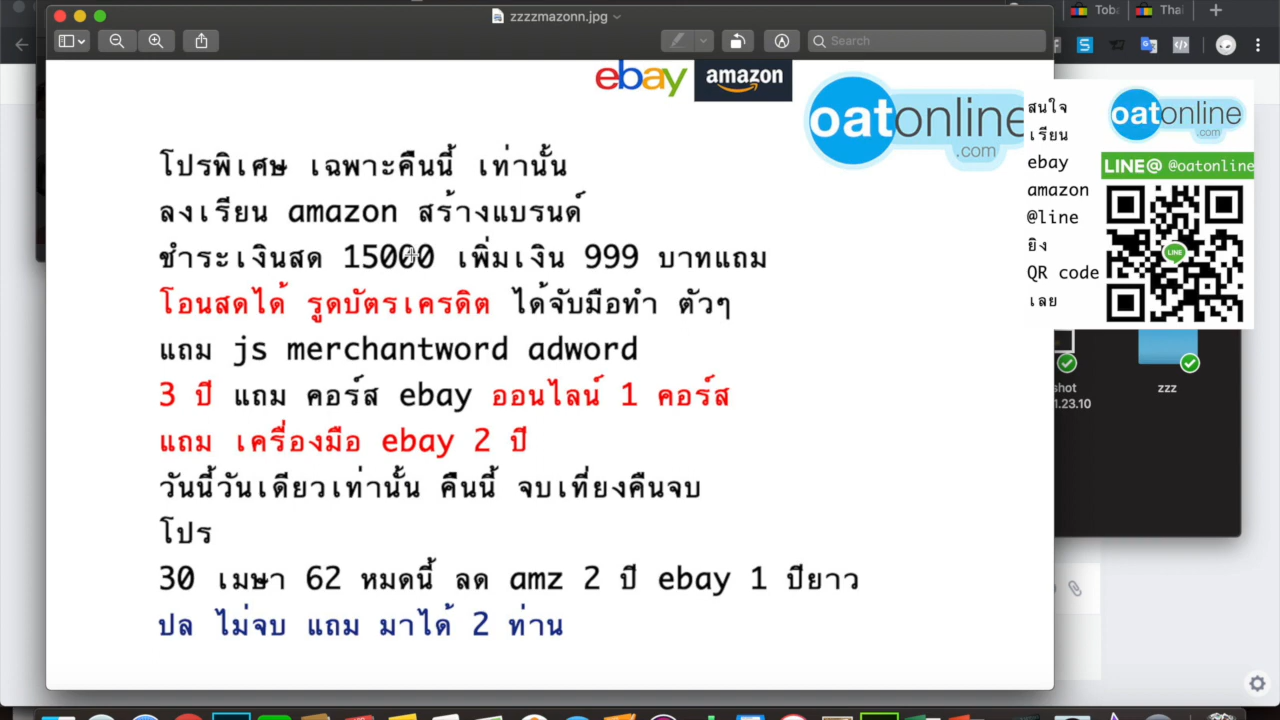 zzzzmazonn.jpg
Search
Toba
Thai
ebay amazon
oatonline
.com
โปรพิเศษ เฉพาะคืนนี้ เท่านั้น
ลงเรียน amazon สร้างแบรนด์
ชำระเงินสด 15000 เพิ่มเงิน 999 บาทแถม
โอนสดได้ รูดบัตรเครดิต ได้จับมือทำ ตัวๆ
แถม js merchantword adword
3 ปี แถม คอร์ส ebay ออนไลน์ 1 คอร์ส
แถม เครื่องมือ ebay 2 ปี
วันนี้วันเดียวเท่านั้น คืนนี้ จบเที่ยงคืนจบ
โปร
30 เมษา 62 หมดนี้ ลด amz 2 ปี ebay 1 ปียาว
ปล ไม่จบ แถม มาได้ 2 ท่าน
สนใจ
เรียน
ebay
amazon
@line
ยิง
QR code
เลย
oatonline
.com
LINE@ @oatonline
LINE
shot
1.23.10
zzz